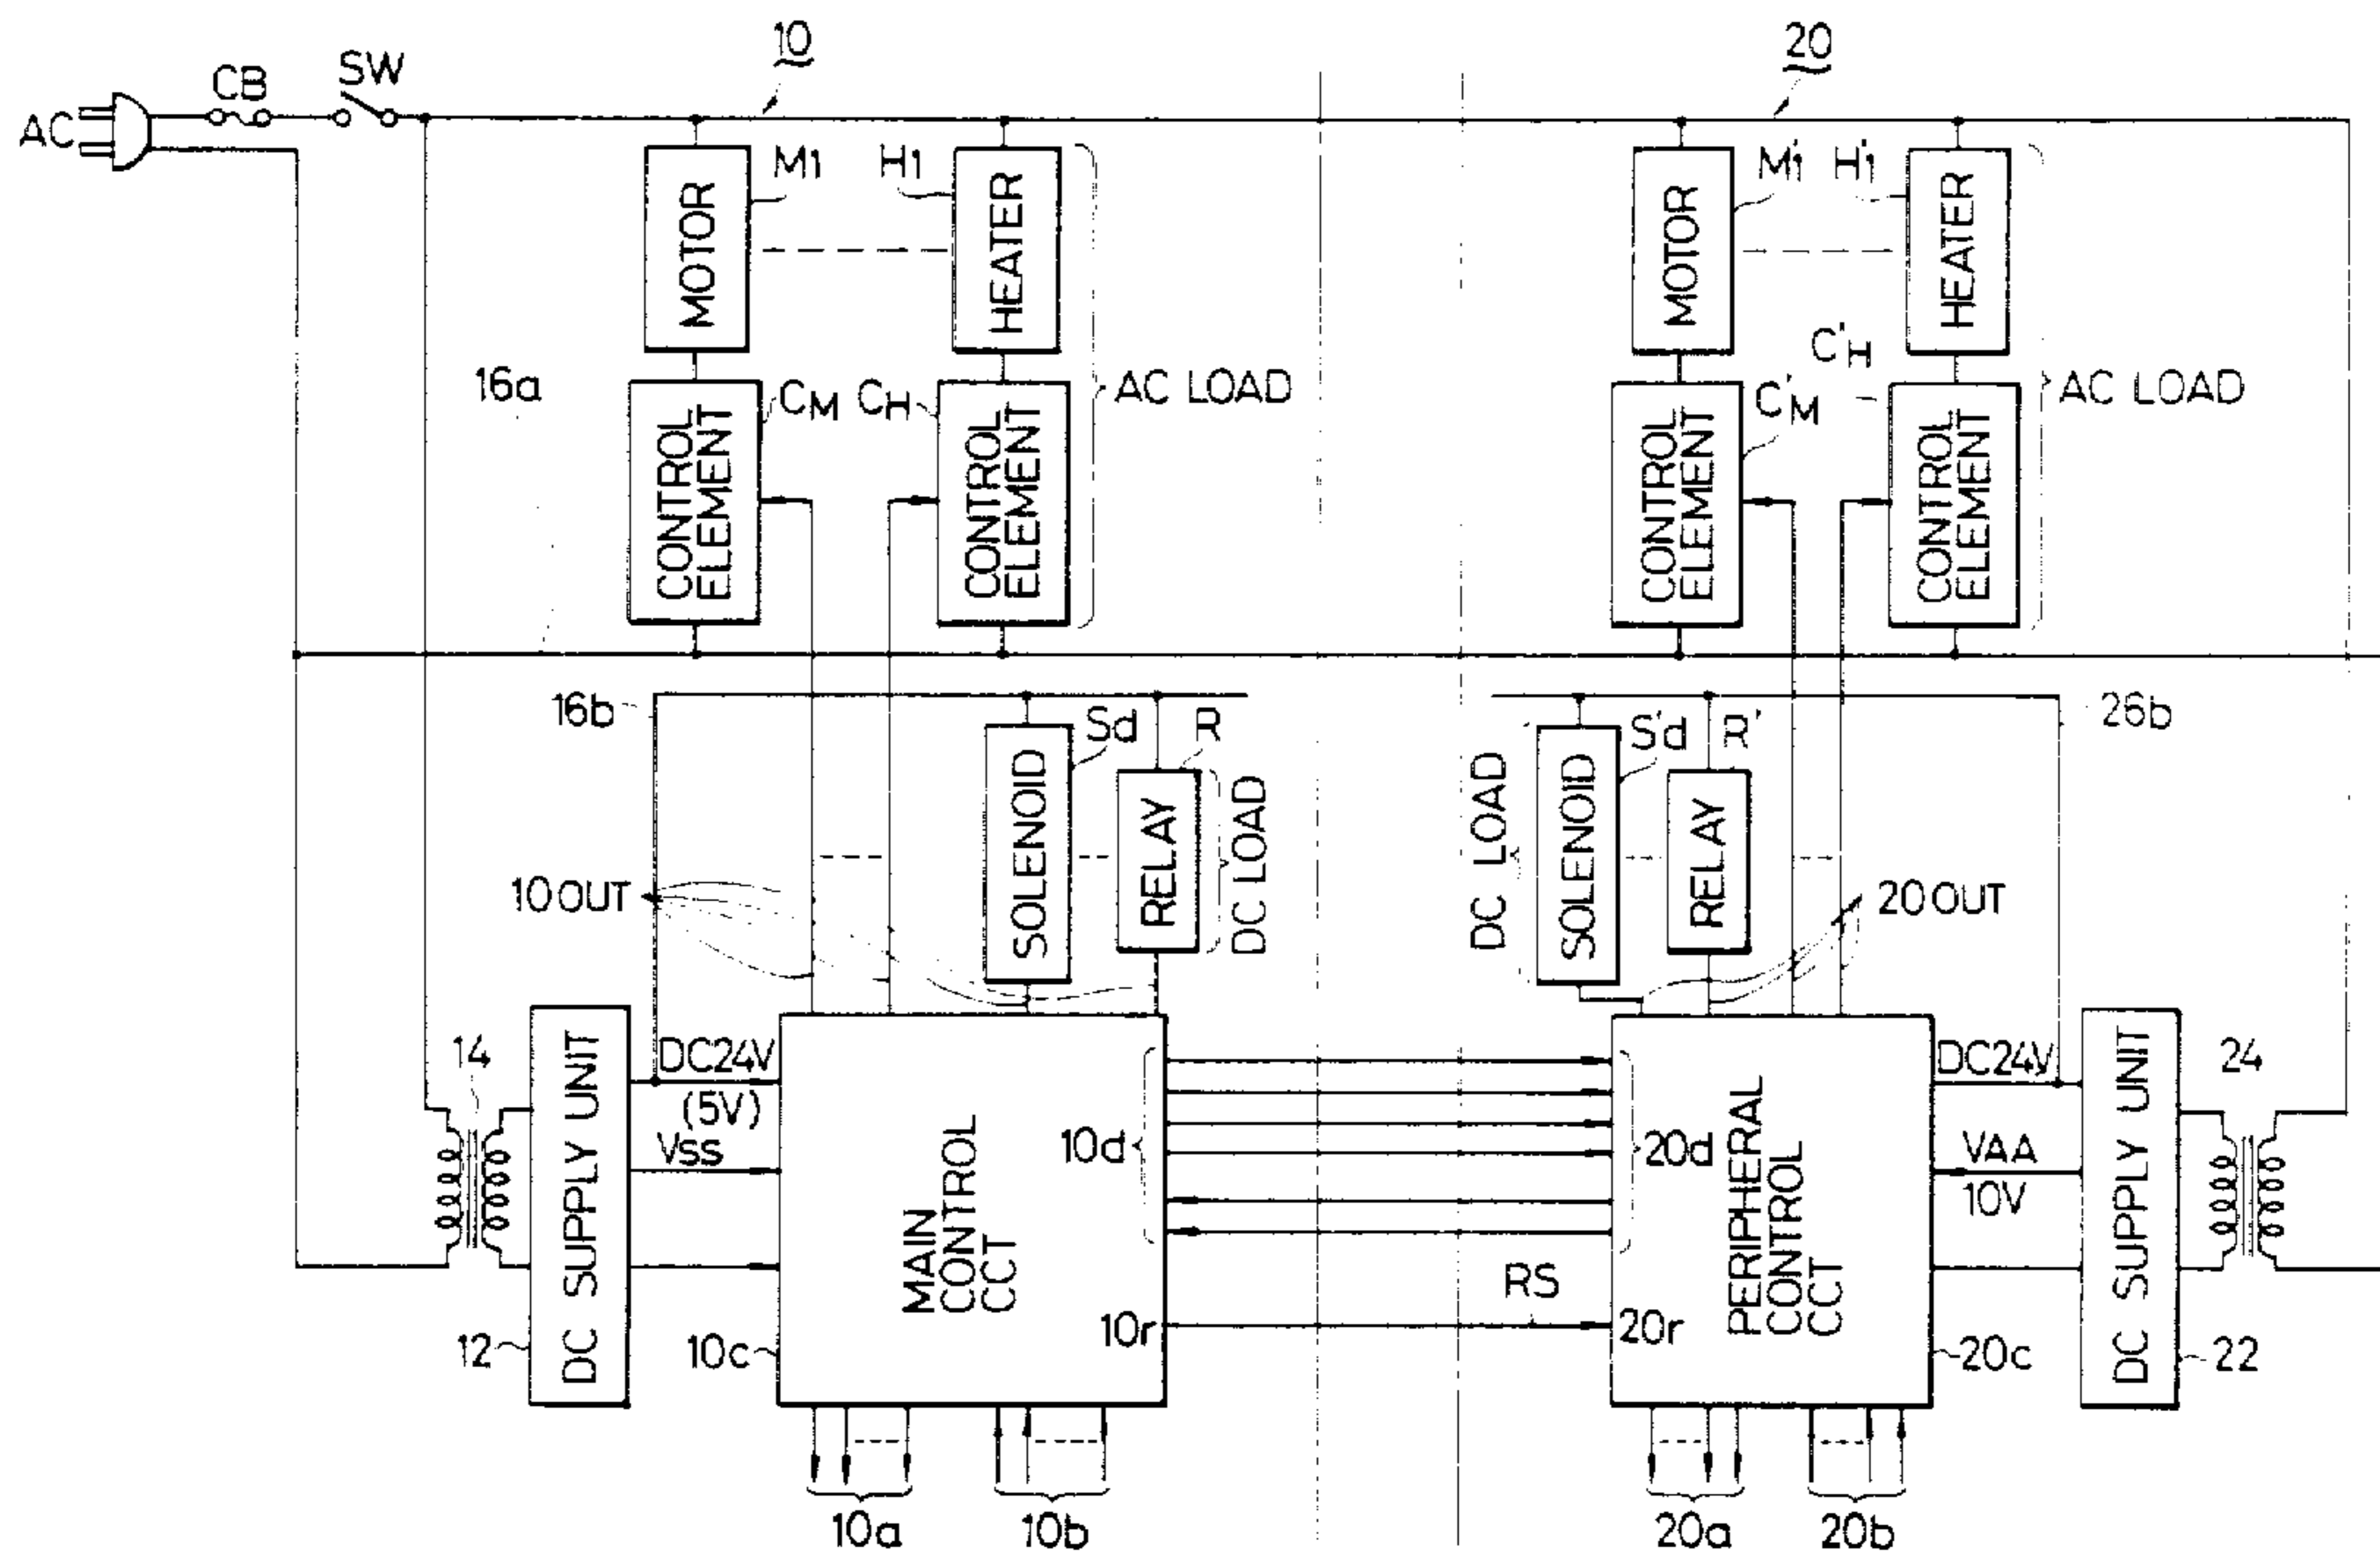 10
20
AC
CB
SW
M1
H1
M'1
H'1
MOTOR
HEATER
MOTOR
HEATER
16a
CM
CH
AC LOAD
C'M
C'H
AC LOAD
CONTROL
ELEMENT
CONTROL
ELEMENT
CONTROL
ELEMENT
CONTROL
ELEMENT
16b
Sd
R
S'd
R'
26b
SOLENOID
RELAY
DC LOAD
DC LOAD
SOLENOID
RELAY
10 OUT
20 OUT
14
DC SUPPLY UNIT
DC24V
(5V)
VSS
MAIN
CONTROL
CCT
10d
20d
PERIPHERAL
CONTROL
CCT
DC24V
VAA
10V
DC SUPPLY UNIT
24
RS
10r
20r
12
10c
20c
22
10a
10b
20a
20b